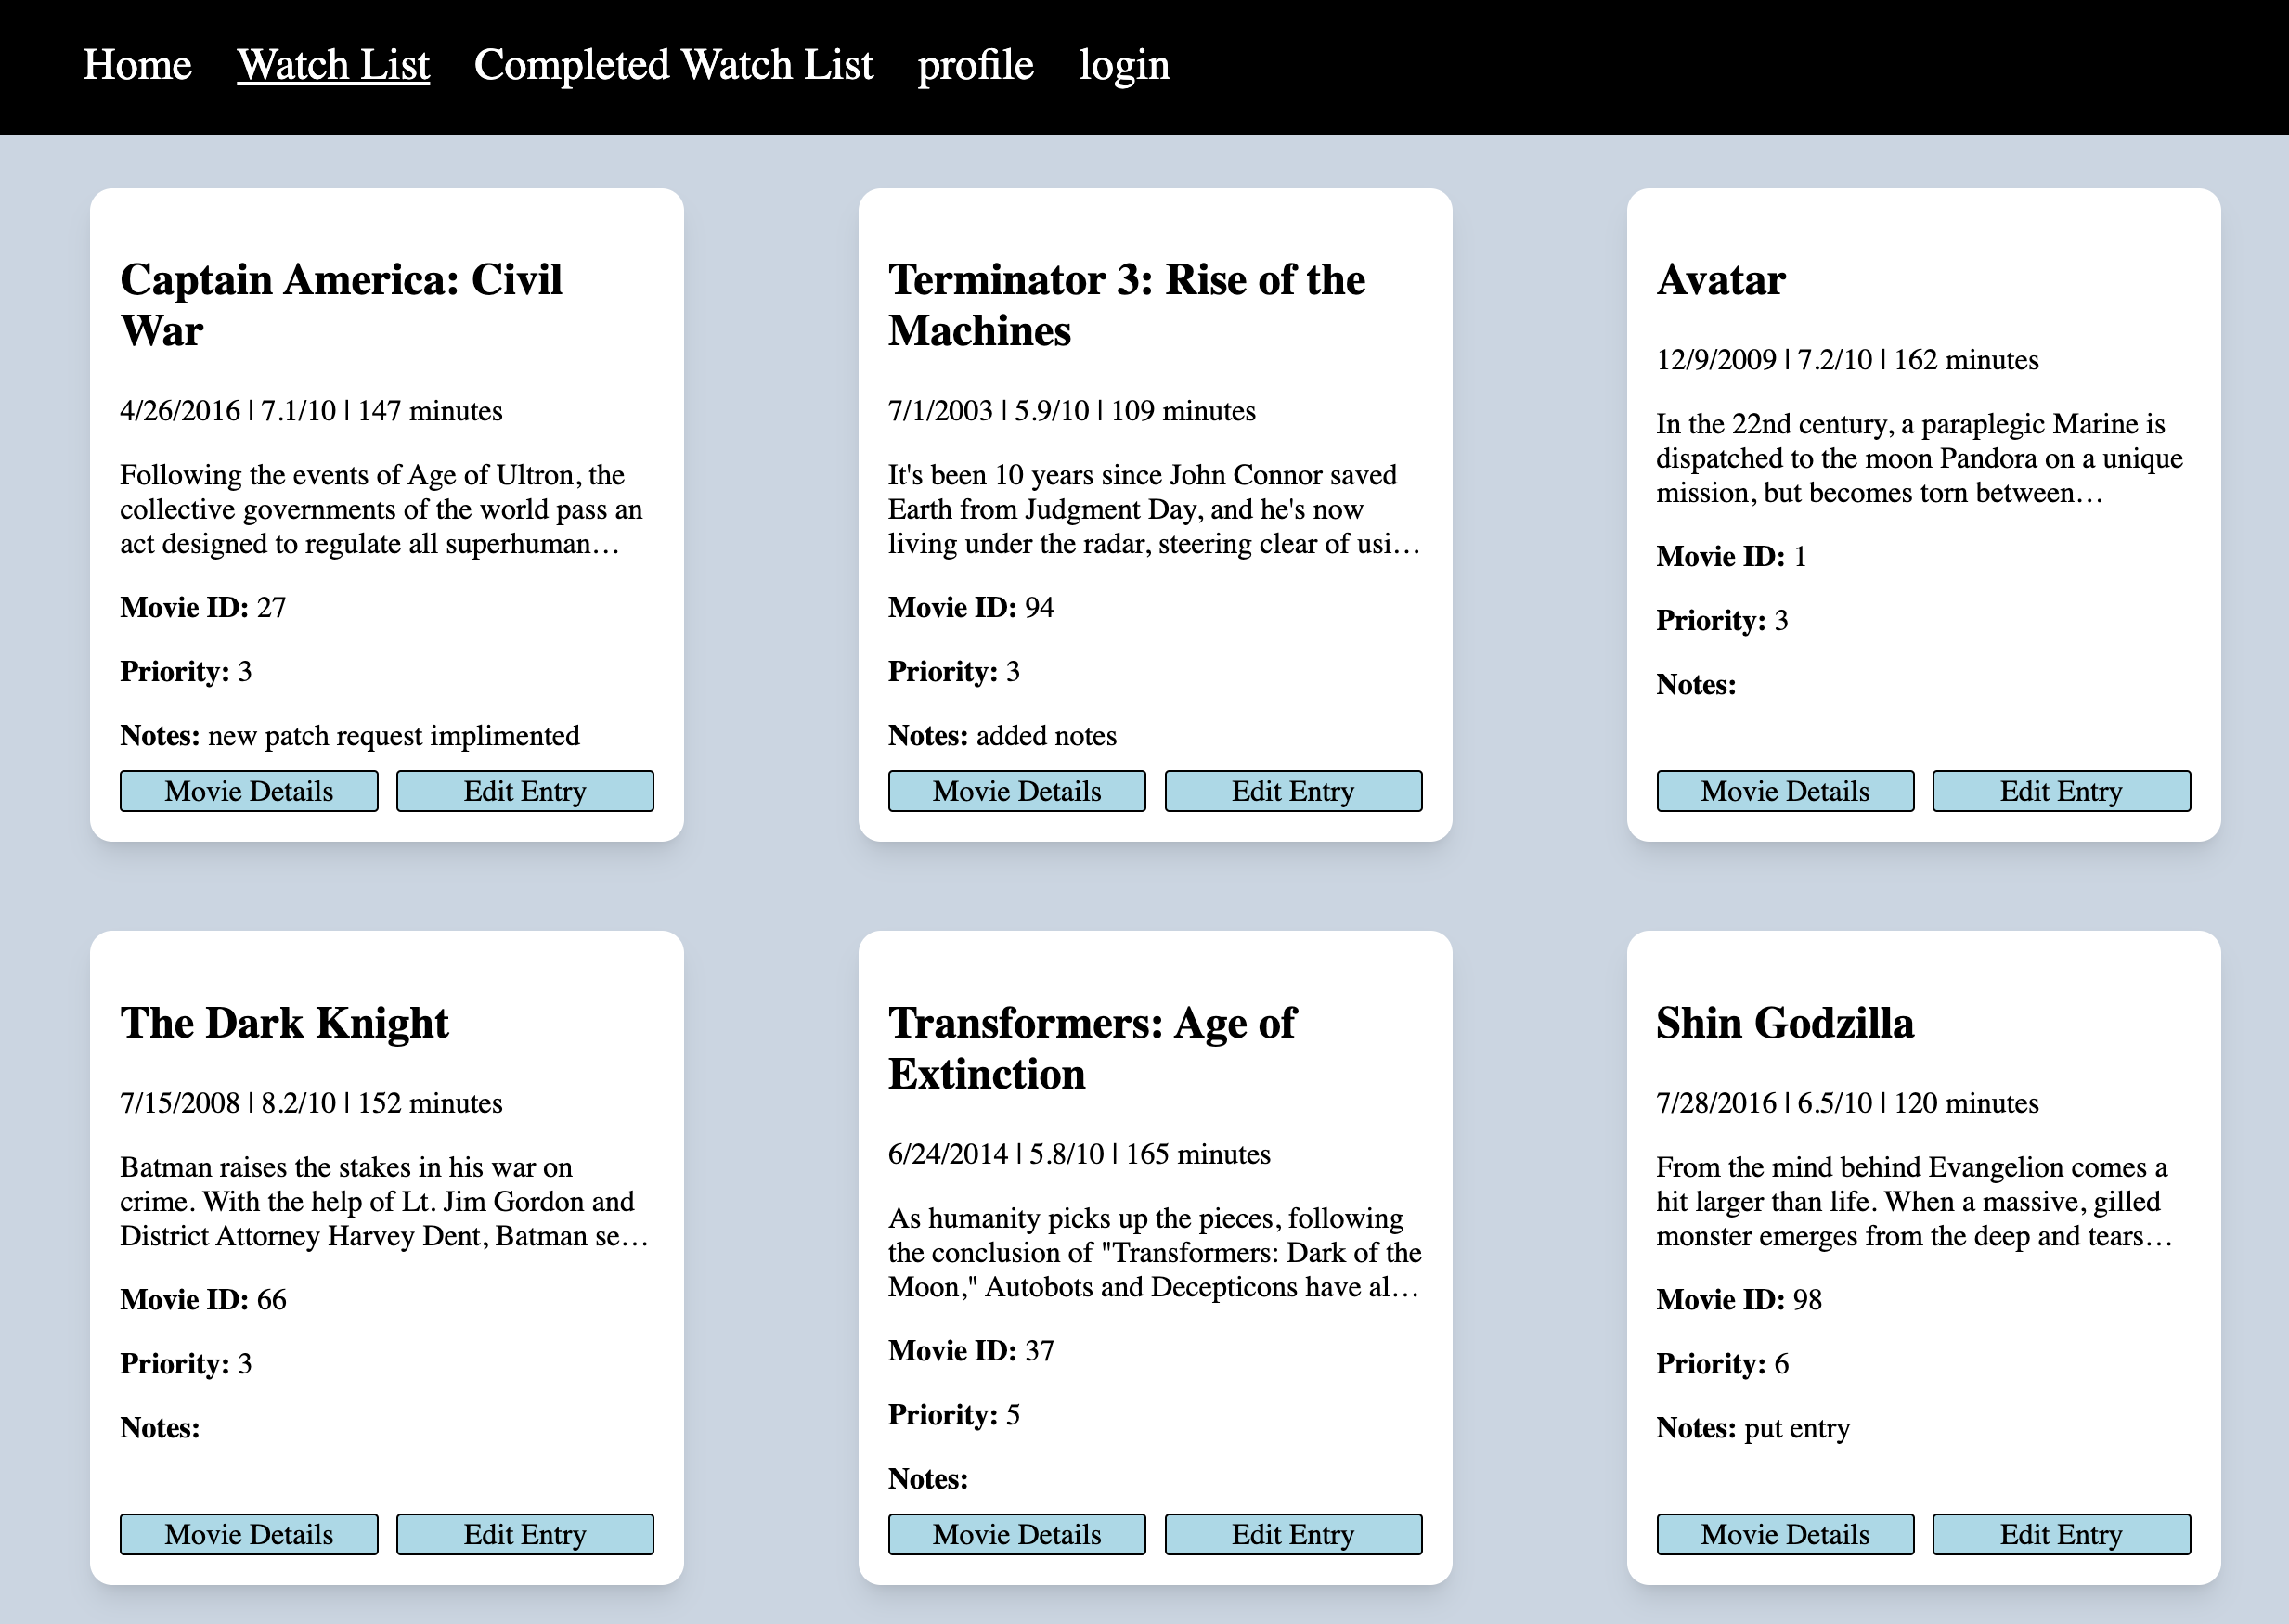 Home Watch List Completed Watch List profile login
Captain America: Civil
War
4/26/2016 | 7.1/10 | 147 minutes
Following the events of Age of Ultron, the
collective governments of the world pass an
act designed to regulate all superhuman…
Movie ID: 27
Priority: 3
Notes: new patch request implimented
Movie Details Edit Entry
Terminator 3: Rise of the
Machines
7/1/2003 | 5.9/10 | 109 minutes
It's been 10 years since John Connor saved
Earth from Judgment Day, and he's now
living under the radar, steering clear of usi…
Movie ID: 94
Priority: 3
Notes: added notes
Movie Details Edit Entry
Avatar
12/9/2009 | 7.2/10 | 162 minutes
In the 22nd century, a paraplegic Marine is
dispatched to the moon Pandora on a unique
mission, but becomes torn between…
Movie ID: 1
Priority: 3
Notes:
Movie Details Edit Entry
The Dark Knight
7/15/2008 | 8.2/10 | 152 minutes
Batman raises the stakes in his war on
crime. With the help of Lt. Jim Gordon and
District Attorney Harvey Dent, Batman se…
Movie ID: 66
Priority: 3
Notes:
Movie Details Edit Entry
Transformers: Age of
Extinction
6/24/2014 | 5.8/10 | 165 minutes
As humanity picks up the pieces, following
the conclusion of "Transformers: Dark of the
Moon," Autobots and Decepticons have al…
Movie ID: 37
Priority: 5
Notes:
Movie Details Edit Entry
Shin Godzilla
7/28/2016 | 6.5/10 | 120 minutes
From the mind behind Evangelion comes a
hit larger than life. When a massive, gilled
monster emerges from the deep and tears…
Movie ID: 98
Priority: 6
Notes: put entry
Movie Details Edit Entry